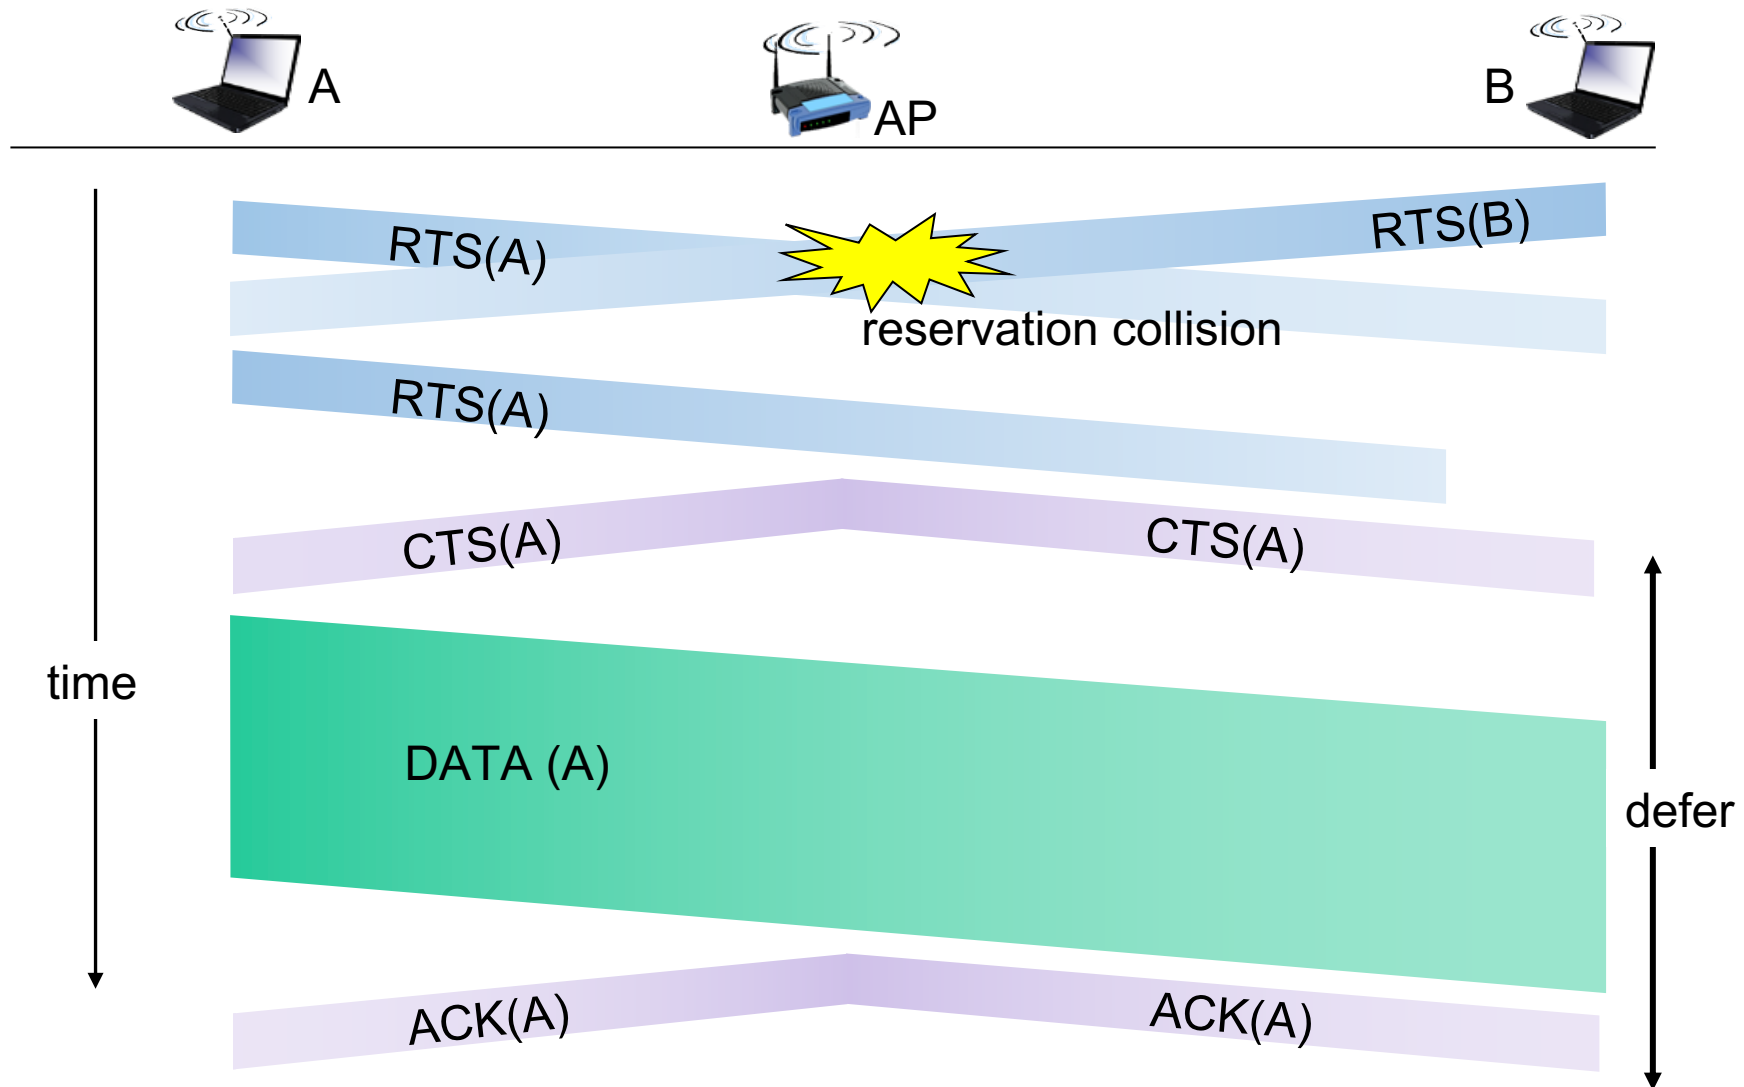 A
AP
B
RTS(A)
RTS(B)
reservation collision
RTS(A)
CTS(A)
CTS(A)
time
DATA (A)
defer
ACK(A)
ACK(A)